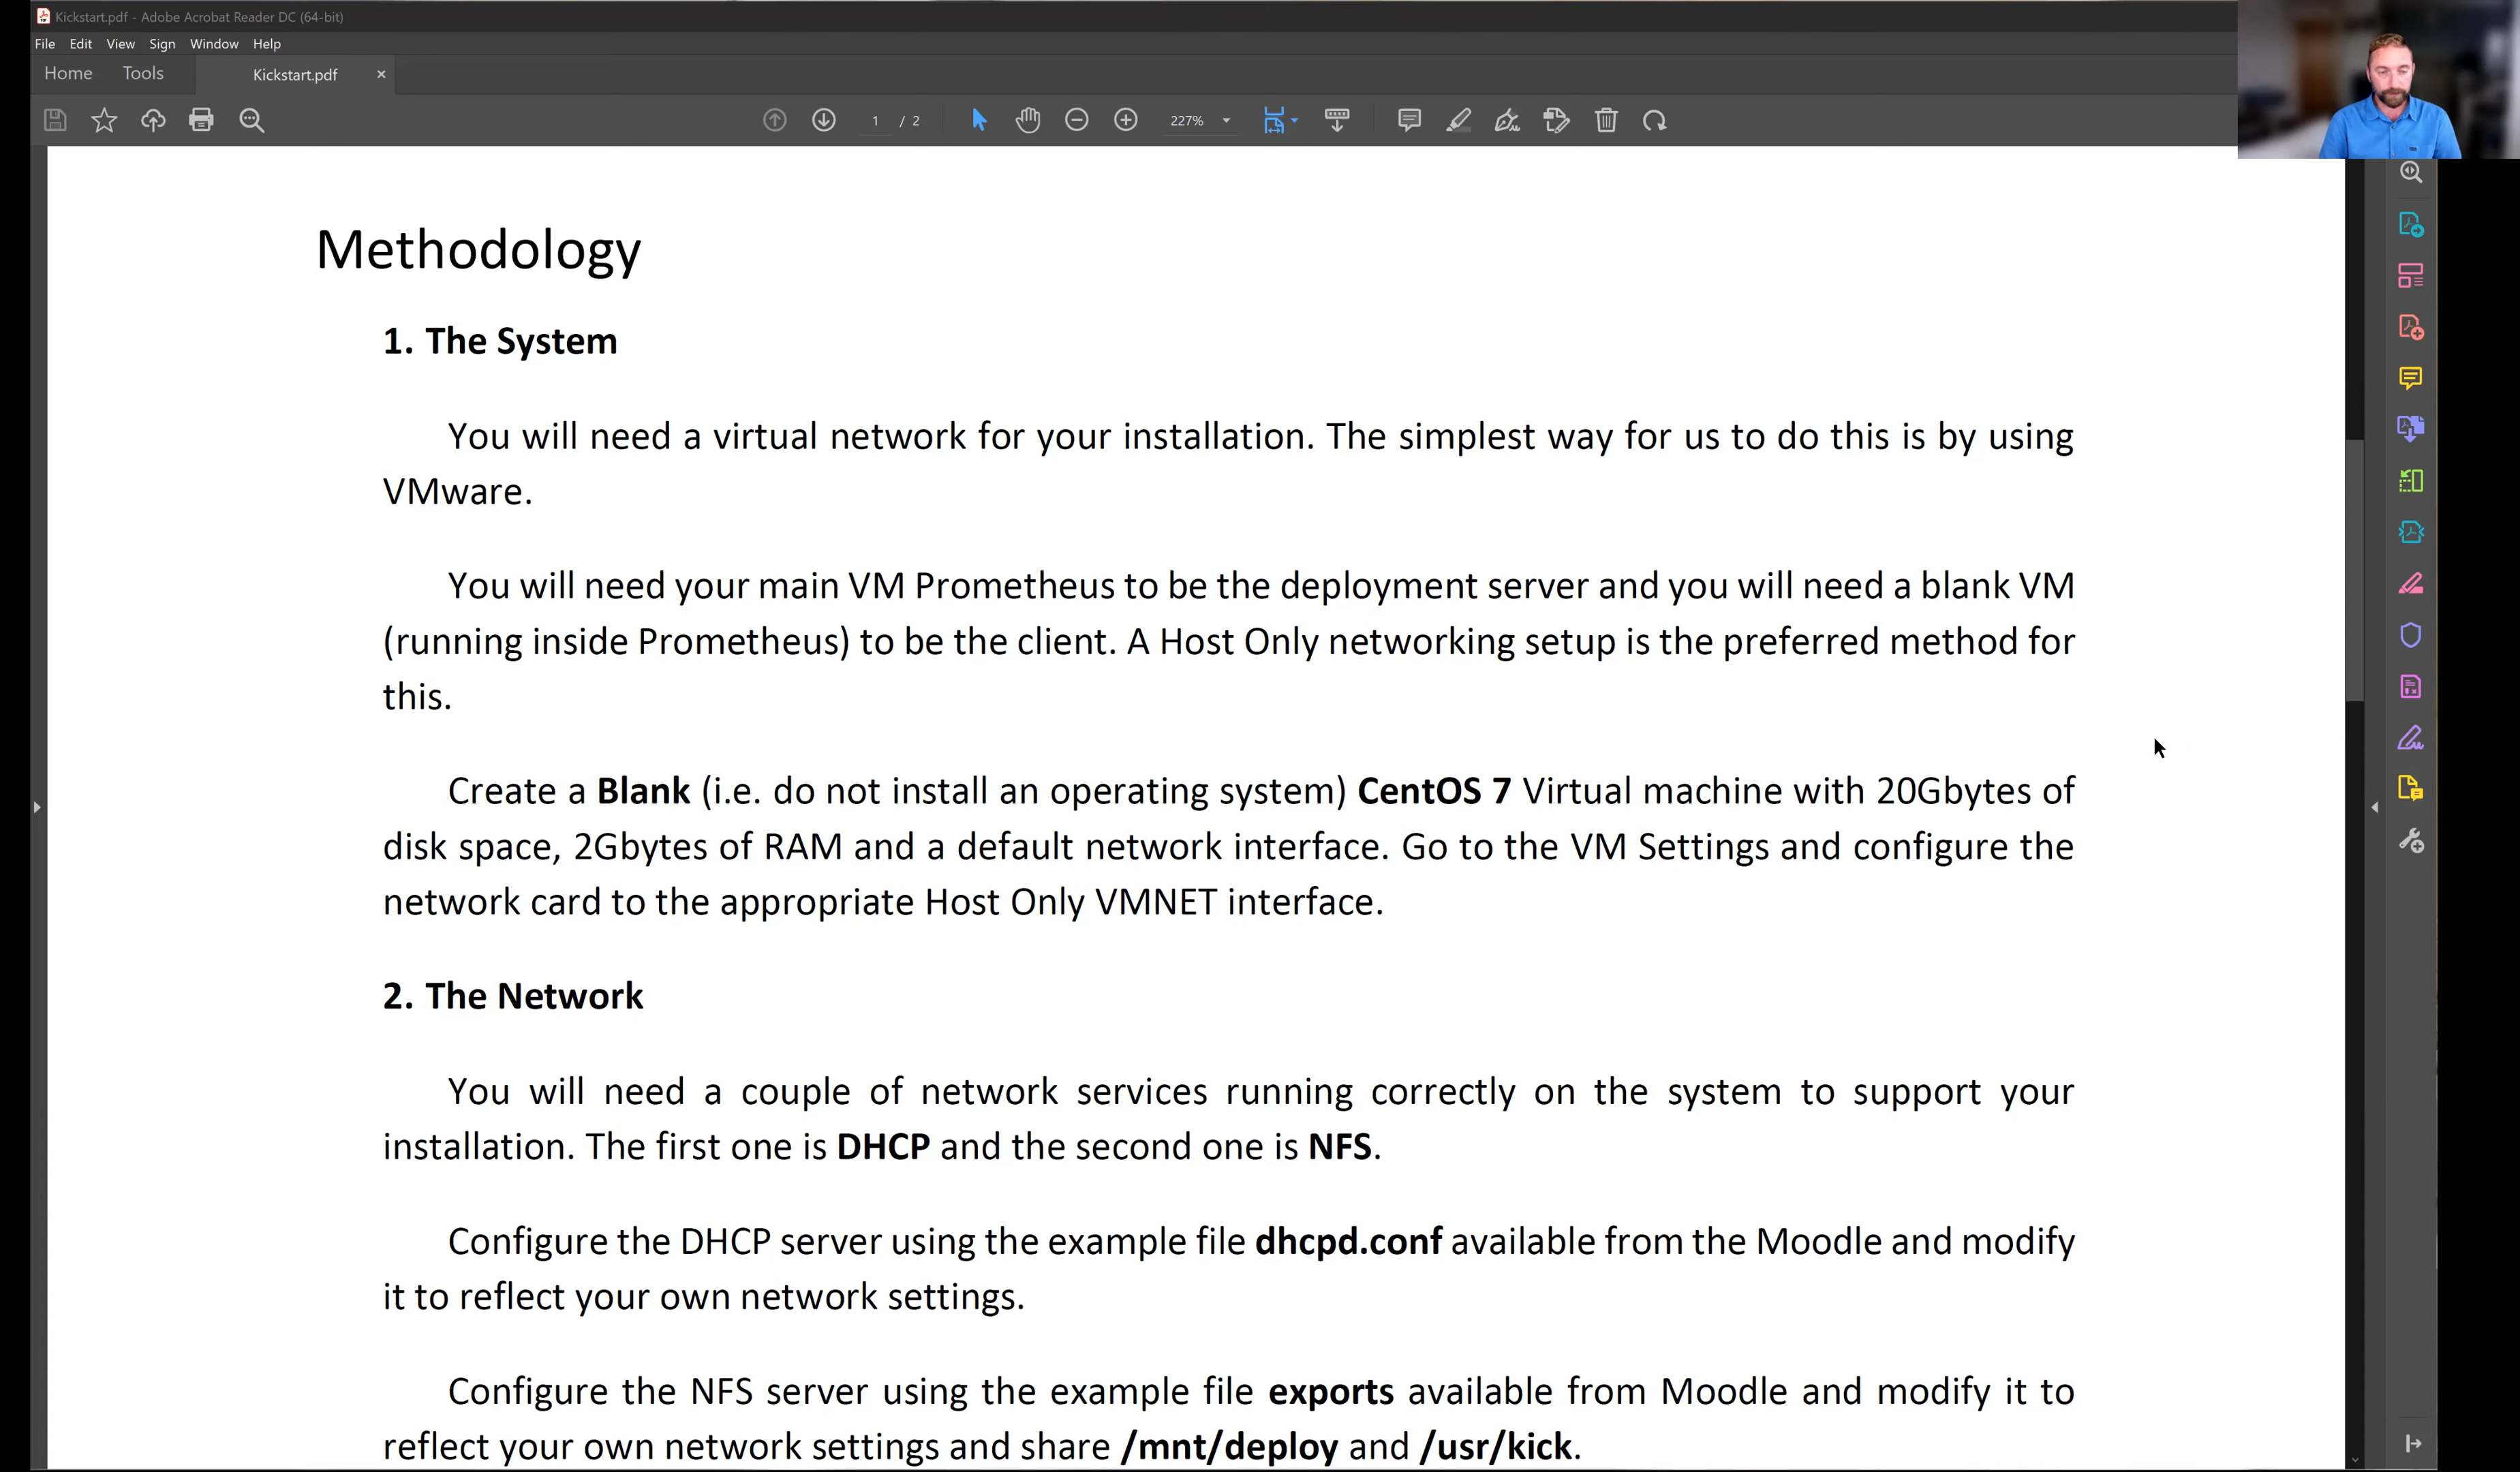 Kickstart.pdf - Adobe Acrobat Reader DC (64-bit)
File Edit View Sign Window Help
Home Tools Kickstart.pdf ×
1 / 2 227%
Methodology
1. The System
You will need a virtual network for your installation. The simplest way for us to do this is by using
VMware.
You will need your main VM Prometheus to be the deployment server and you will need a blank VM
(running inside Prometheus) to be the client. A Host Only networking setup is the preferred method for
this.
Create a Blank (i.e. do not install an operating system) CentOS 7 Virtual machine with 20Gbytes of
disk space, 2Gbytes of RAM and a default network interface. Go to the VM Settings and configure the
network card to the appropriate Host Only VMNET interface.
2. The Network
You will need a couple of network services running correctly on the system to support your
installation. The first one is DHCP and the second one is NFS.
Configure the DHCP server using the example file dhcpd.conf available from the Moodle and modify
it to reflect your own network settings.
Configure the NFS server using the example file exports available from Moodle and modify it to
reflect your own network settings and share /mnt/deploy and /usr/kick.